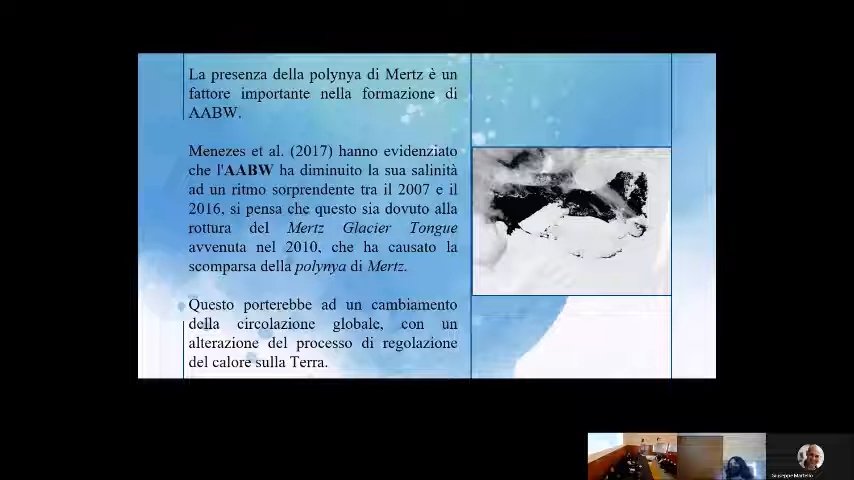 La presenza della polynya di Mertz è un
fattore importante nella formazione di
AABW.
Menezes et al. (2017) hanno evidenziato
che l'AABW ha diminuito la sua salinità
ad un ritmo sorprendente tra il 2007 e il
2016, si pensa che questo sia dovuto alla
rottura del Mertz Glacier Tongue
avvenuta nel 2010, che ha causato la
scomparsa della polynya di Mertz.
Questo porterebbe ad un cambiamento
della circolazione globale, con un
alterazione del processo di regolazione
del calore sulla Terra.
Giuseppe Martello